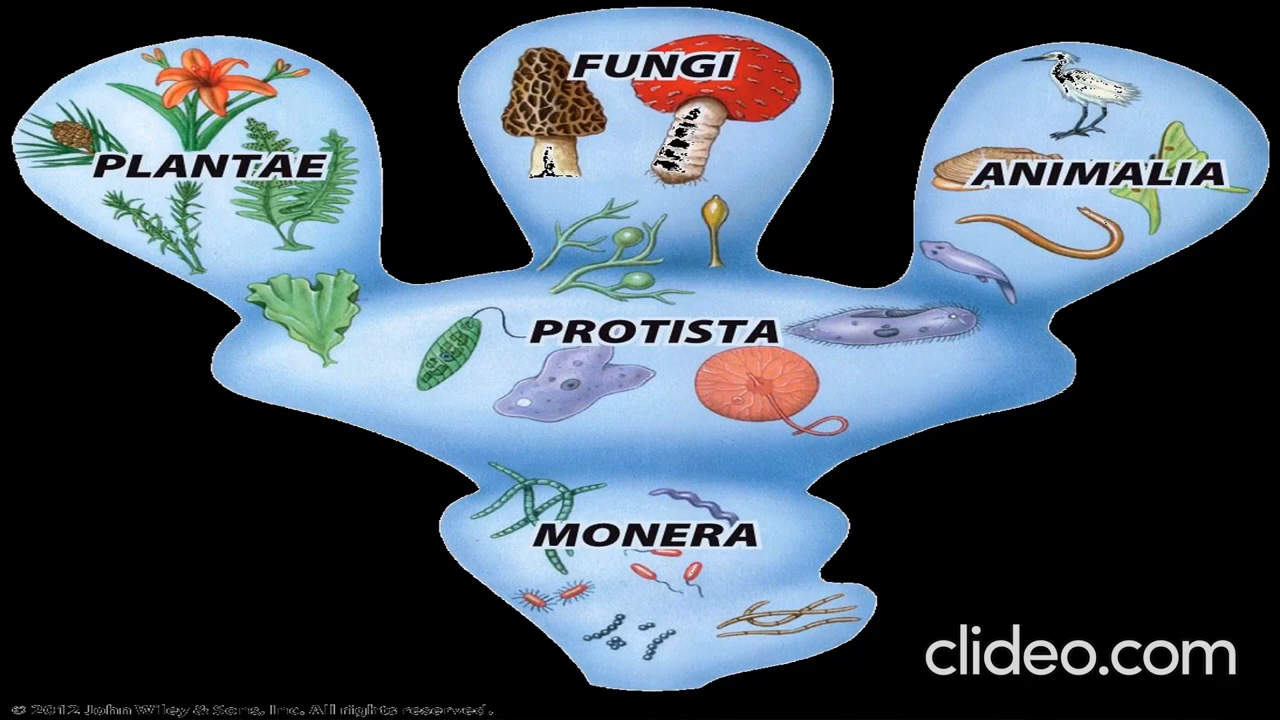 FUNGI
PLANTAE
ANIMALIA
PROTISTA
MONERA
clideo.com
© 2012 John Wiley & Sons, Inc. All rights reserved.